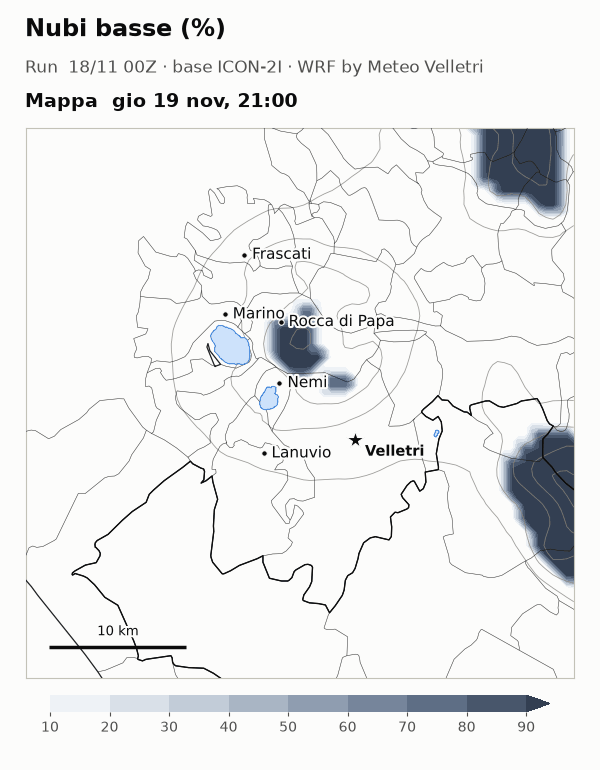 Nubi basse (%)
Run  18/11 00Z · base ICON-2I · WRF by Meteo Velletri
Mappa  gio 19 nov, 21:00
Frascati
Marino
Rocca di Papa
Nemi
Velletri
Lanuvio
10 km
10 20 30 40 50 60 70 80 90